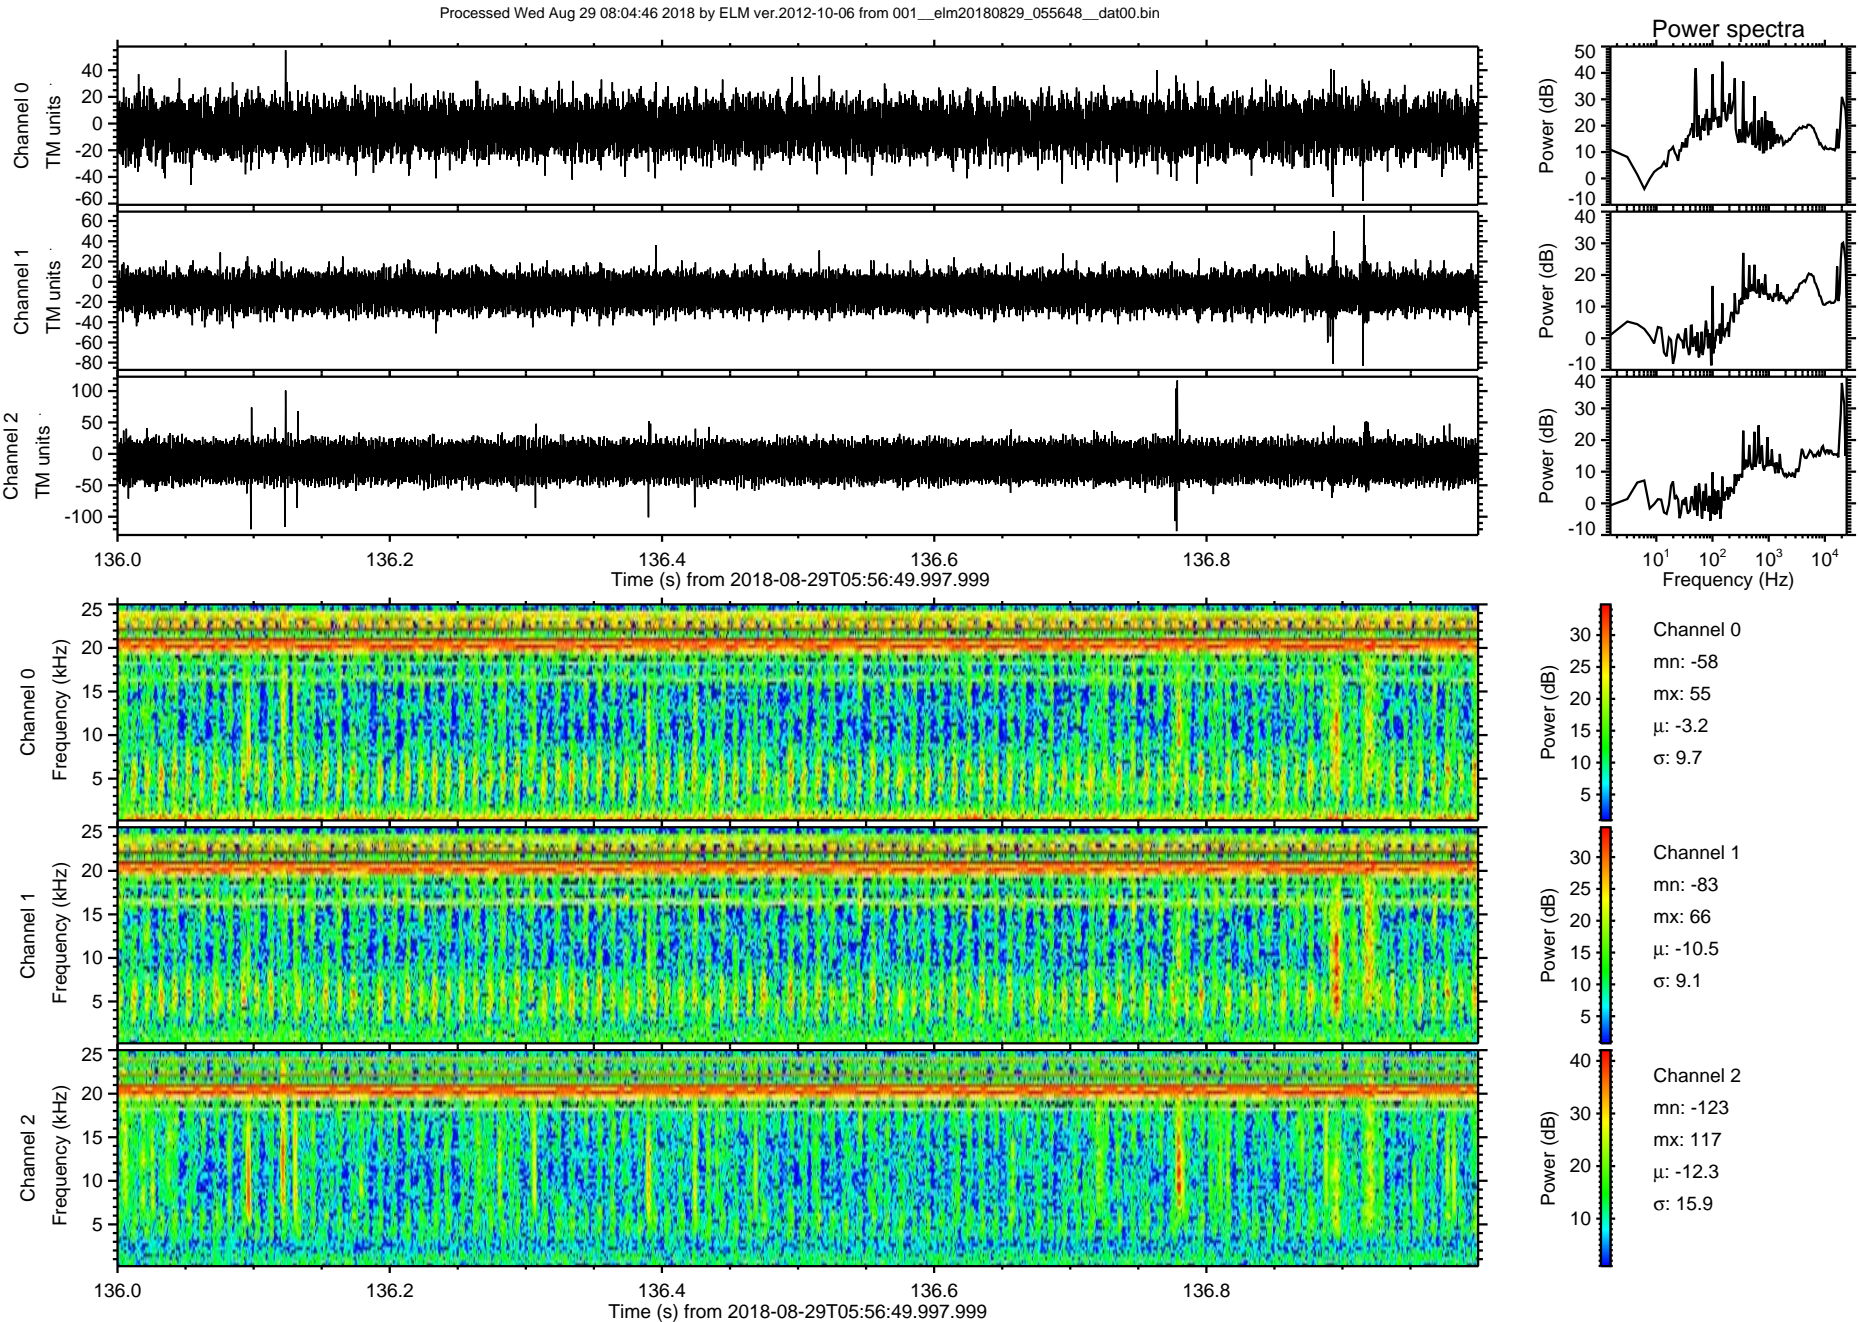 Processed Wed Aug 29 08:04:46 2018 by ELM ver.2012-10-06 from 001__elm20180829_055648__dat00.bin
Power spectra
Channel 0
TM units
40
20
0
-20
-40
-60
Power (dB)
50
40
30
20
10
0
-10
Channel 1
TM units
60
40
20
0
-20
-40
-60
-80
Power (dB)
40
30
20
10
0
-10
Channel 2
TM units
100
50
0
-50
-100
Power (dB)
40
30
20
10
0
-10
136.0 136.2 136.4 136.6 136.8
Time (s) from 2018-08-29T05:56:49.997.999
10¹ 10² 10³ 10⁴
Frequency (Hz)
Channel 0
Frequency (kHz)
25
20
15
10
5
Power (dB)
30
25
20
15
10
5
Channel 0
mn: -58
mx: 55
μ: -3.2
σ: 9.7
Channel 1
Frequency (kHz)
25
20
15
10
5
Power (dB)
30
25
20
15
10
5
Channel 1
mn: -83
mx: 66
μ: -10.5
σ: 9.1
Channel 2
Frequency (kHz)
25
20
15
10
5
Power (dB)
40
30
20
10
Channel 2
mn: -123
mx: 117
μ: -12.3
σ: 15.9
136.0 136.2 136.4 136.6 136.8
Time (s) from 2018-08-29T05:56:49.997.999